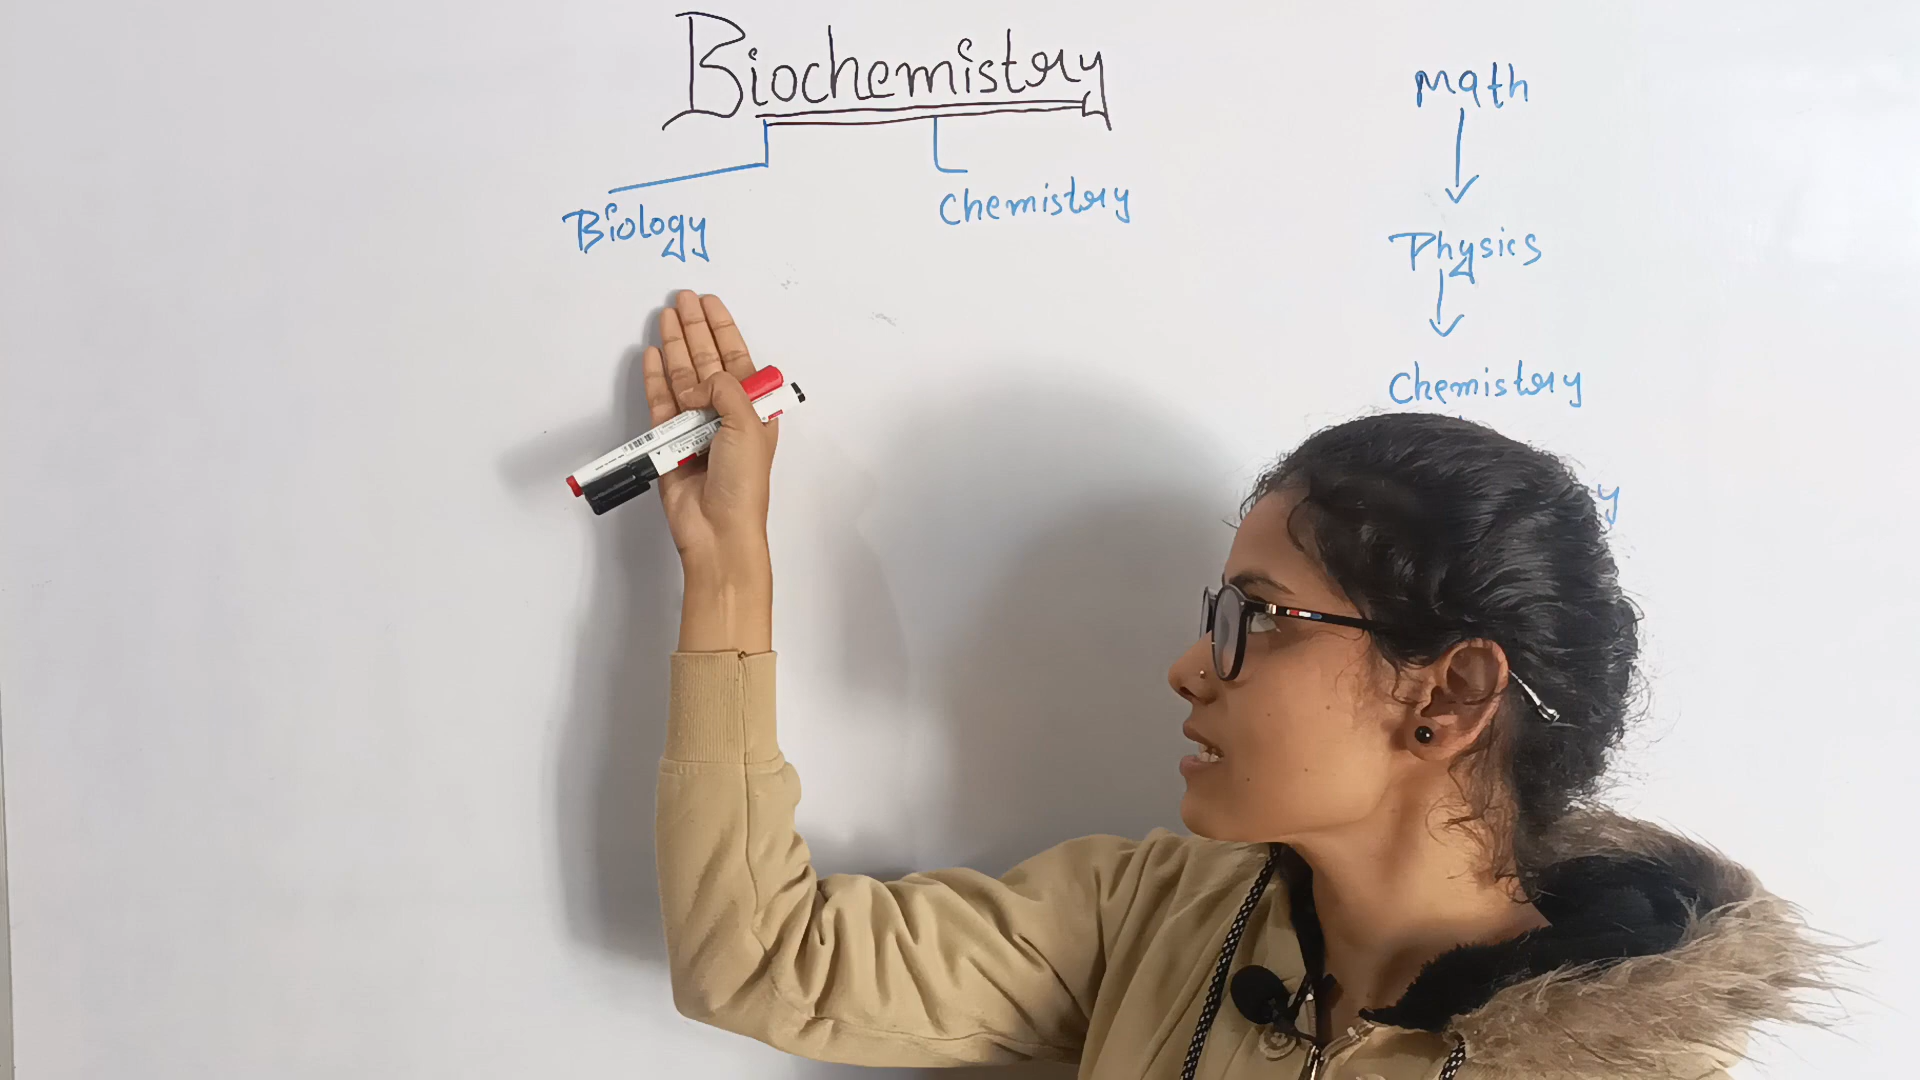 Biochemistry
Biology
Chemistry
Math
Physics
Chemistry